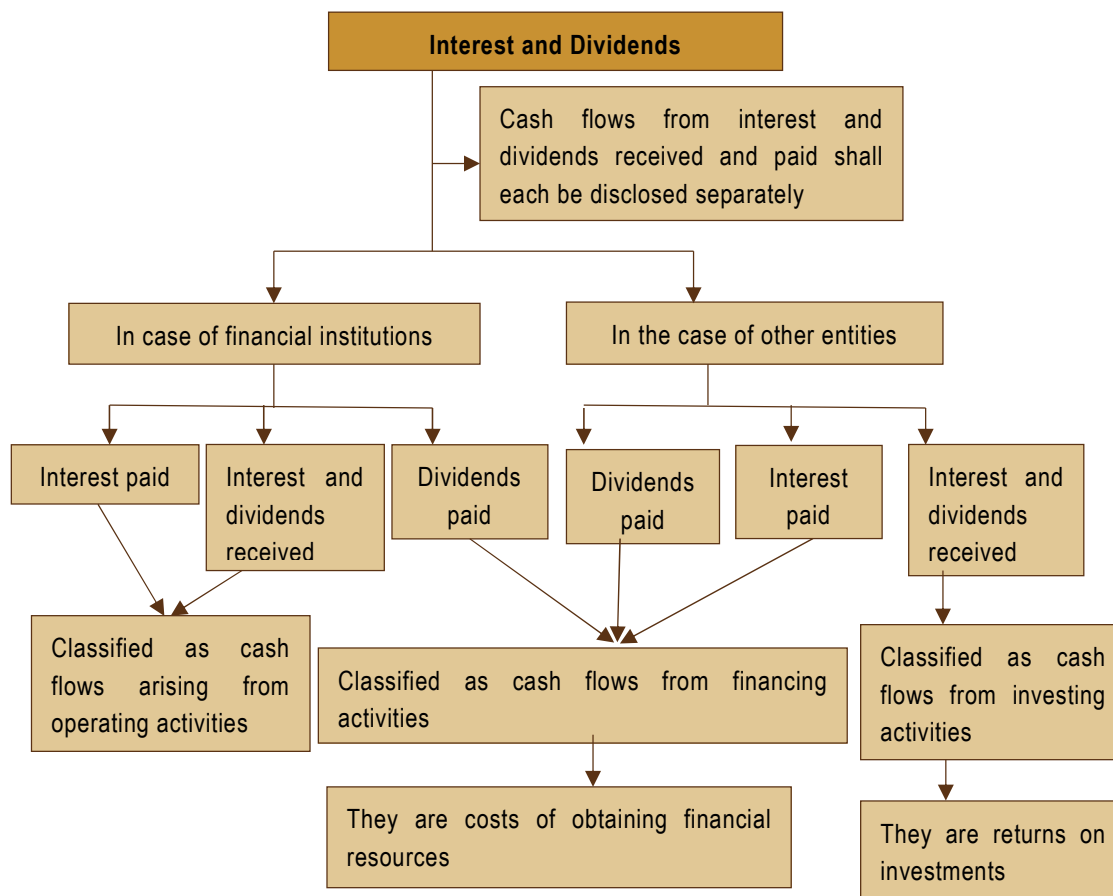 Interest and Dividends
Cash flows from interest and
dividends received and paid shall
each be disclosed separately
In case of financial institutions
In the case of other entities
Interest paid
Interest and
dividends
received
Dividends
paid
Dividends
paid
Interest
paid
Interest and
dividends
received
Classified as cash
flows arising from
operating activities
Classified as cash flows from financing
activities
Classified as cash
flows from investing
activities
They are costs of obtaining financial
resources
They are returns on
investments